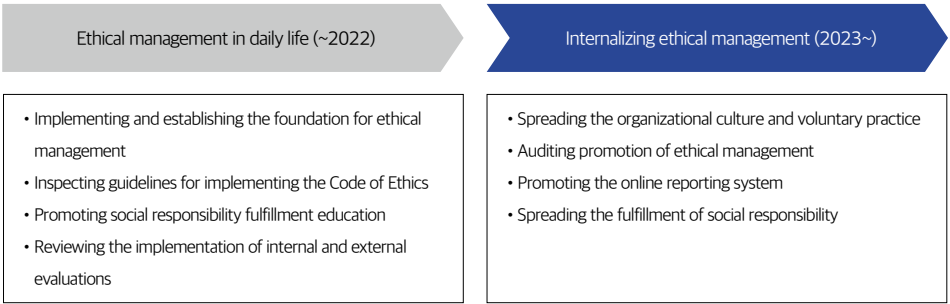 Ethical management in daily life (~2022)
• Implementing and establishing the foundation for ethical
management
• Inspecting guidelines for implementing the Code of Ethics
• Promoting social responsibility fulfillment education
• Reviewing the implementation of internal and external
evaluations
Internalizing ethical management (2023~)
• Spreading the organizational culture and voluntary practice
• Auditing promotion of ethical management
• Promoting the online reporting system
• Spreading the fulfillment of social responsibility